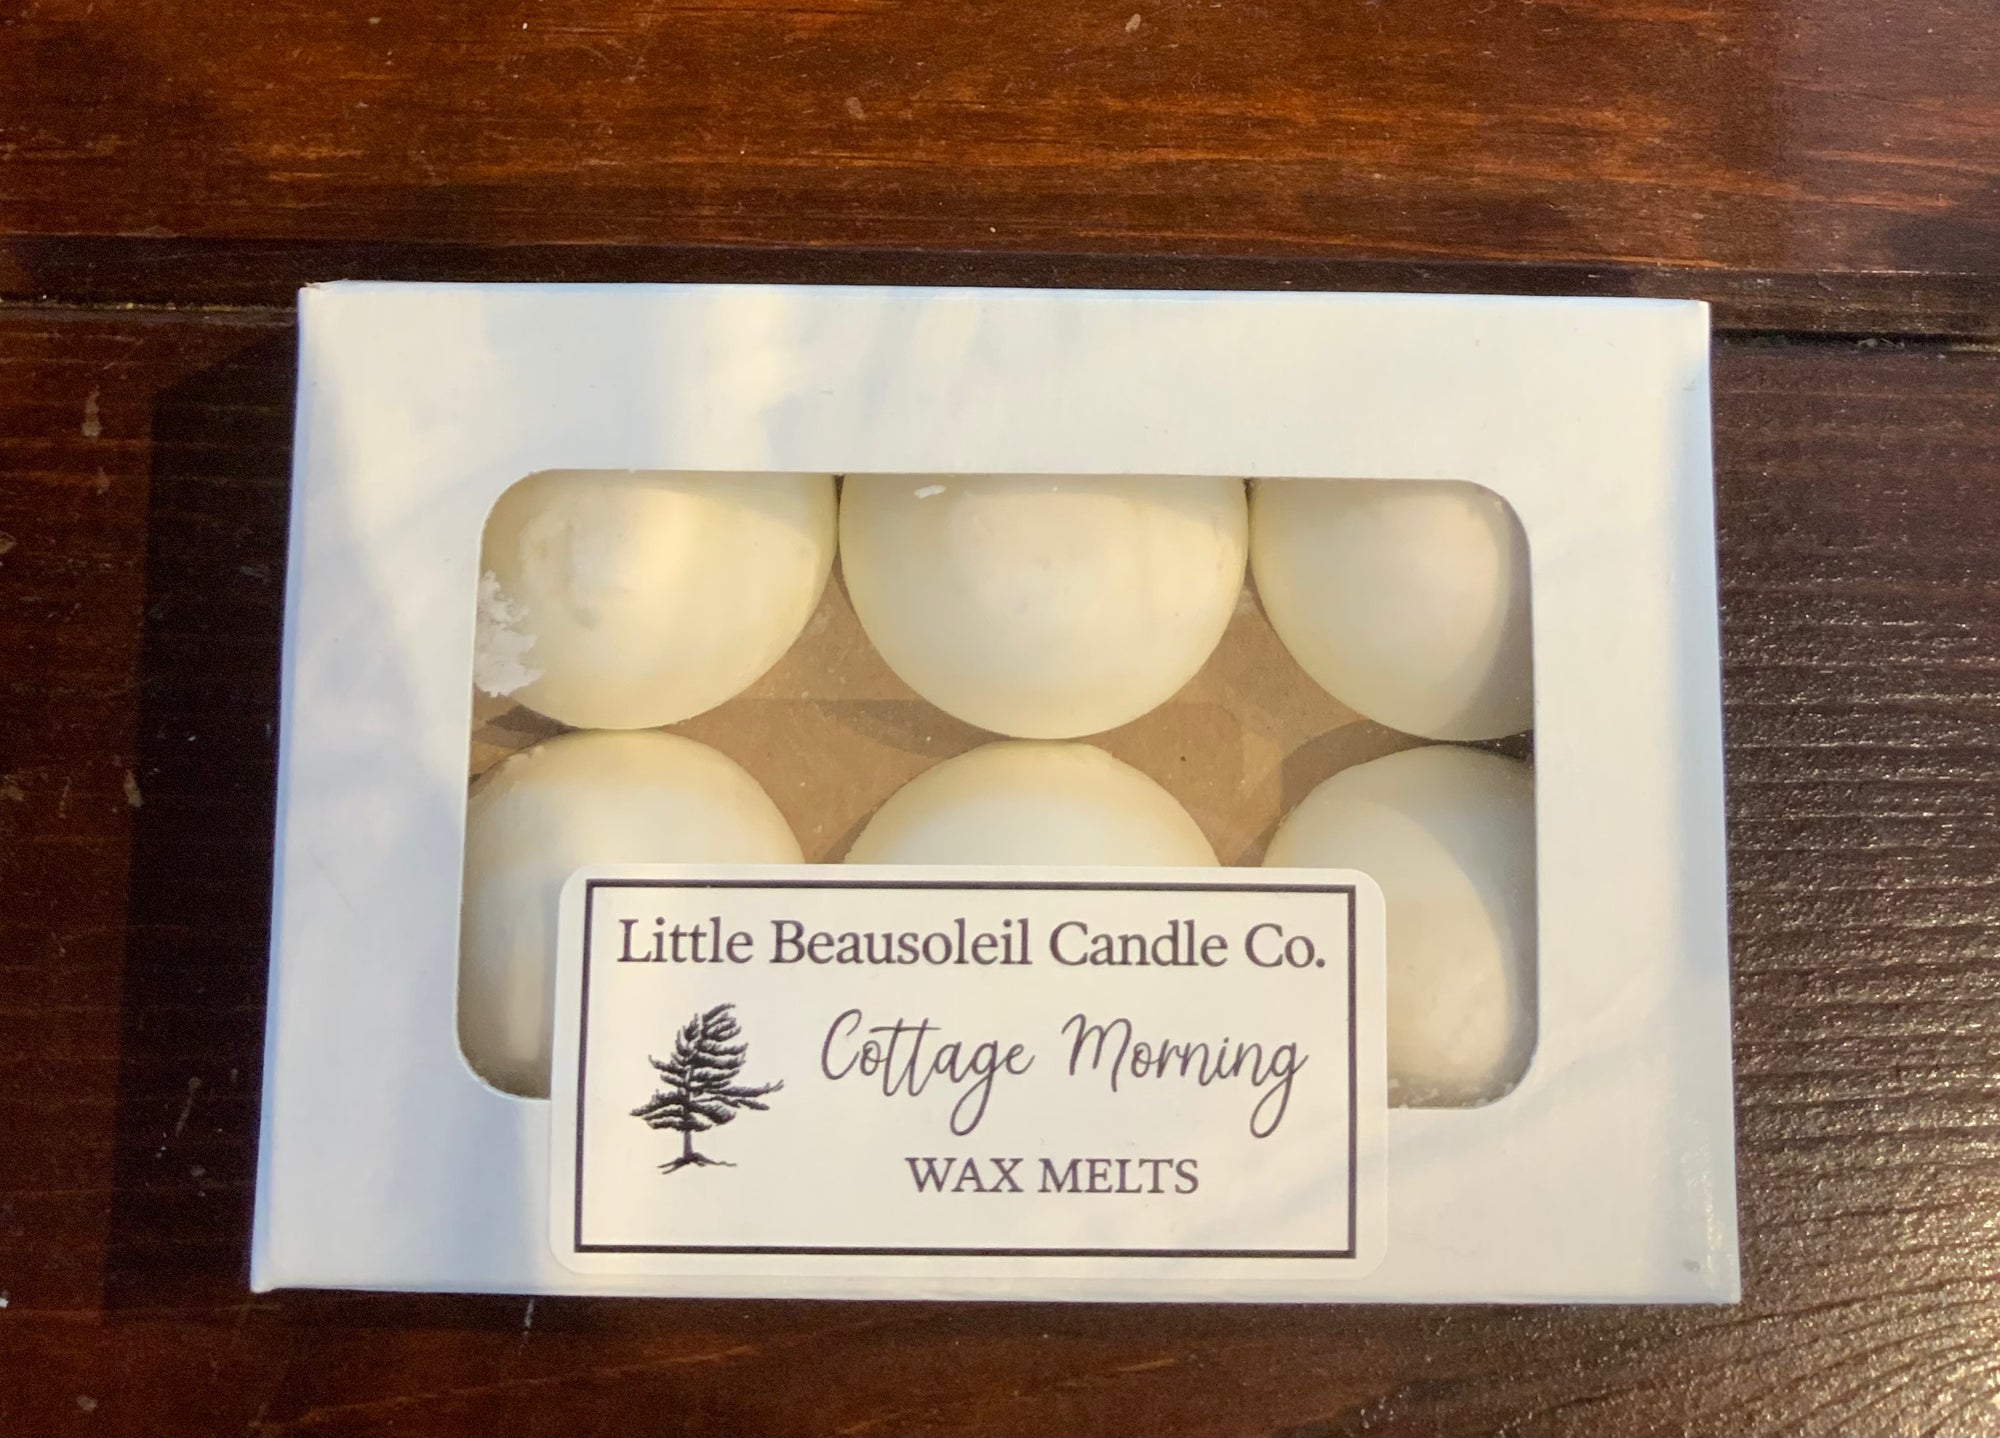 Little Beausoleil Candle Co.
Cottage Morning
WAX MELTS